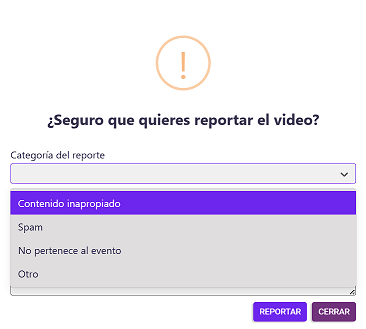 ¿Seguro que quieres reportar el video?
Categoría del reporte
Contenido inapropiado
Spam
No pertenece al evento
Otro
REPORTAR CERRAR